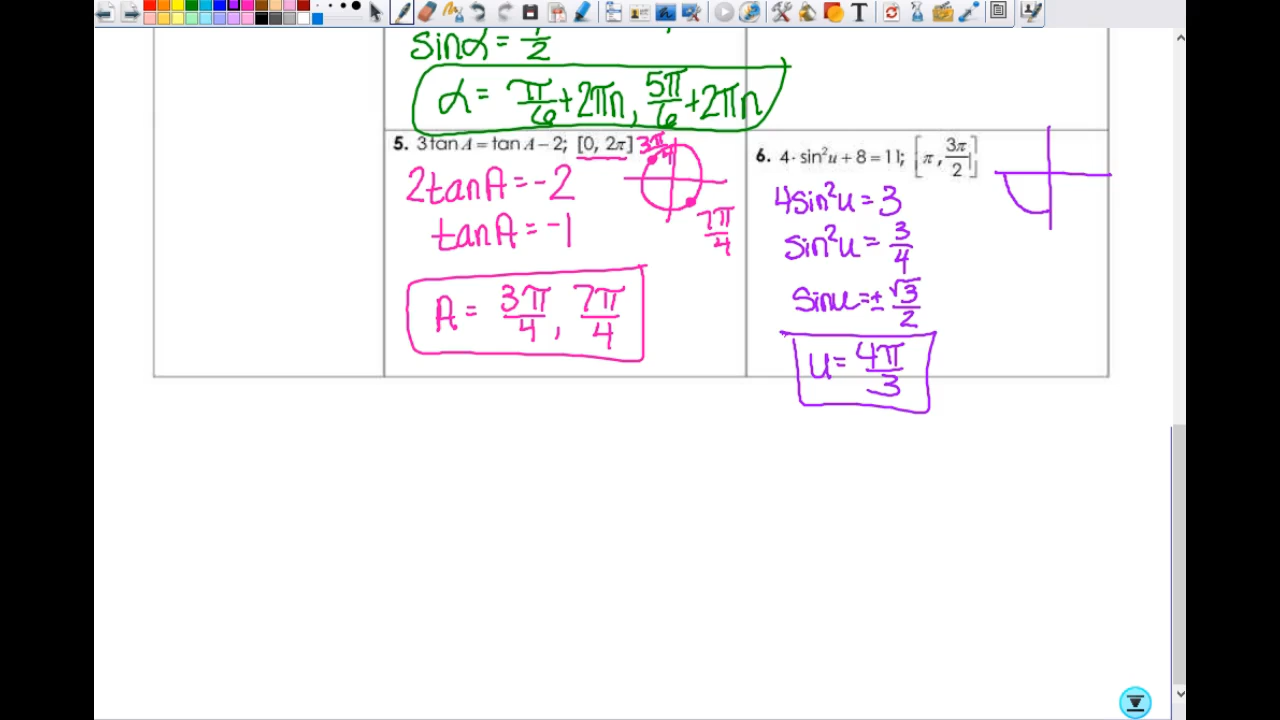 sinα = 1/2
α = π/6 + 2πn, 5π/6 + 2πn
5. 3 tan A = tan A − 2; [0, 2π]
3π/4
2tanA = -2
7π/4
tanA = -1
A = 3π/4, 7π/4
6. 4 · sin²u + 8 = 11; [π, 3π/2]
4sin²u = 3
sin²u = 3/4
sinu = ± √3/2
u = 4π/3